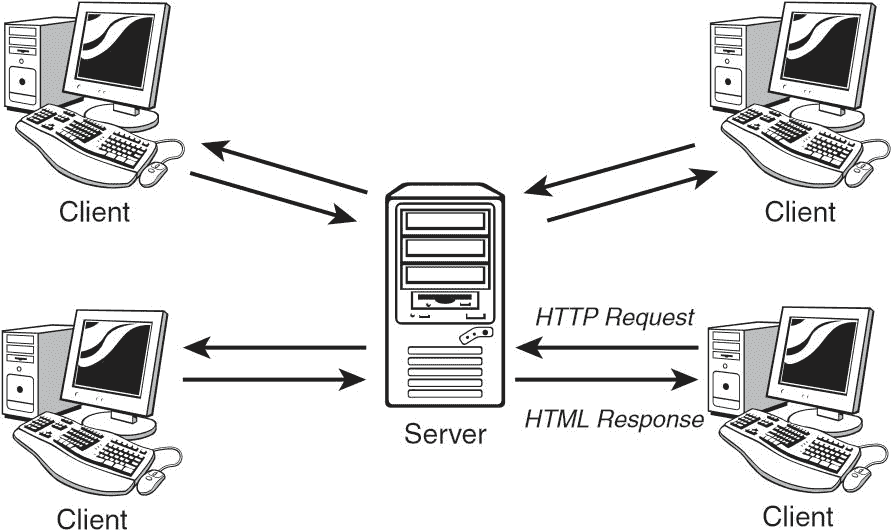 Client
Client
HTTP Request
HTML Response
Server
Client
Client